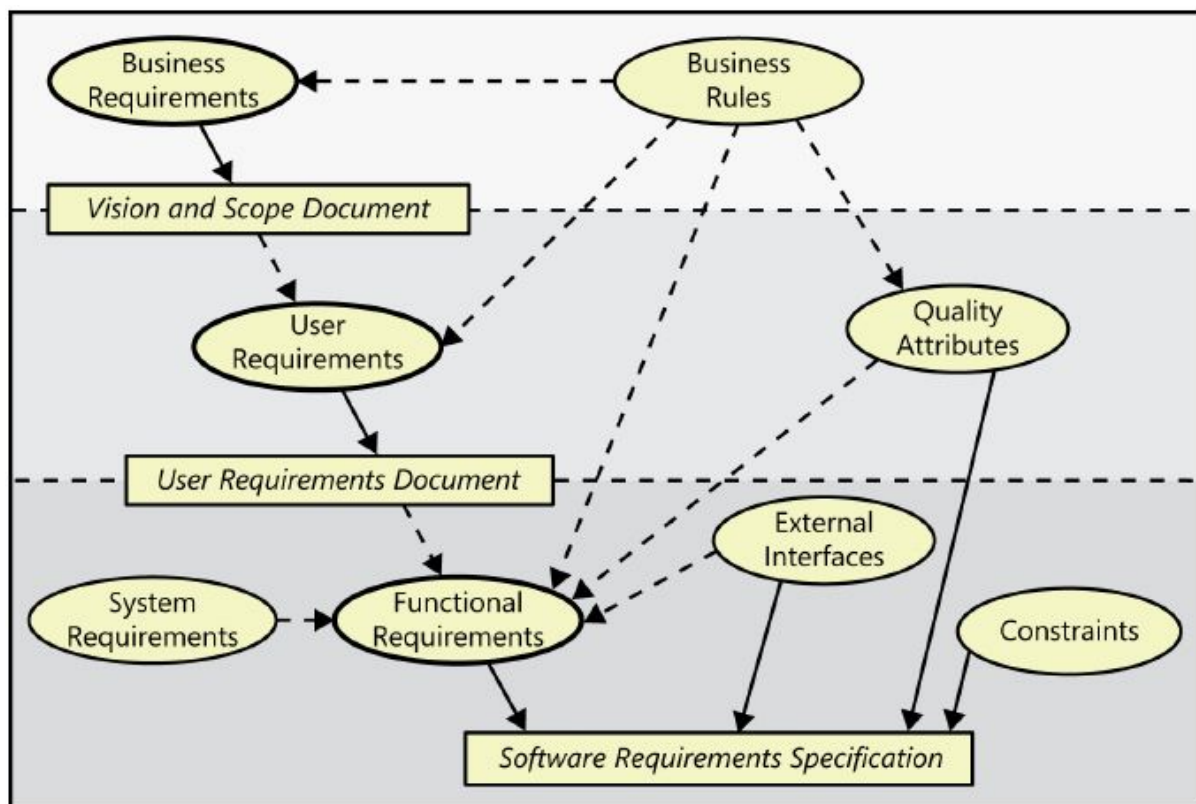 Business
Requirements
Business
Rules
Vision and Scope Document
User
Requirements
Quality
Attributes
User Requirements Document
External
Interfaces
System
Requirements
Functional
Requirements
Constraints
Software Requirements Specification